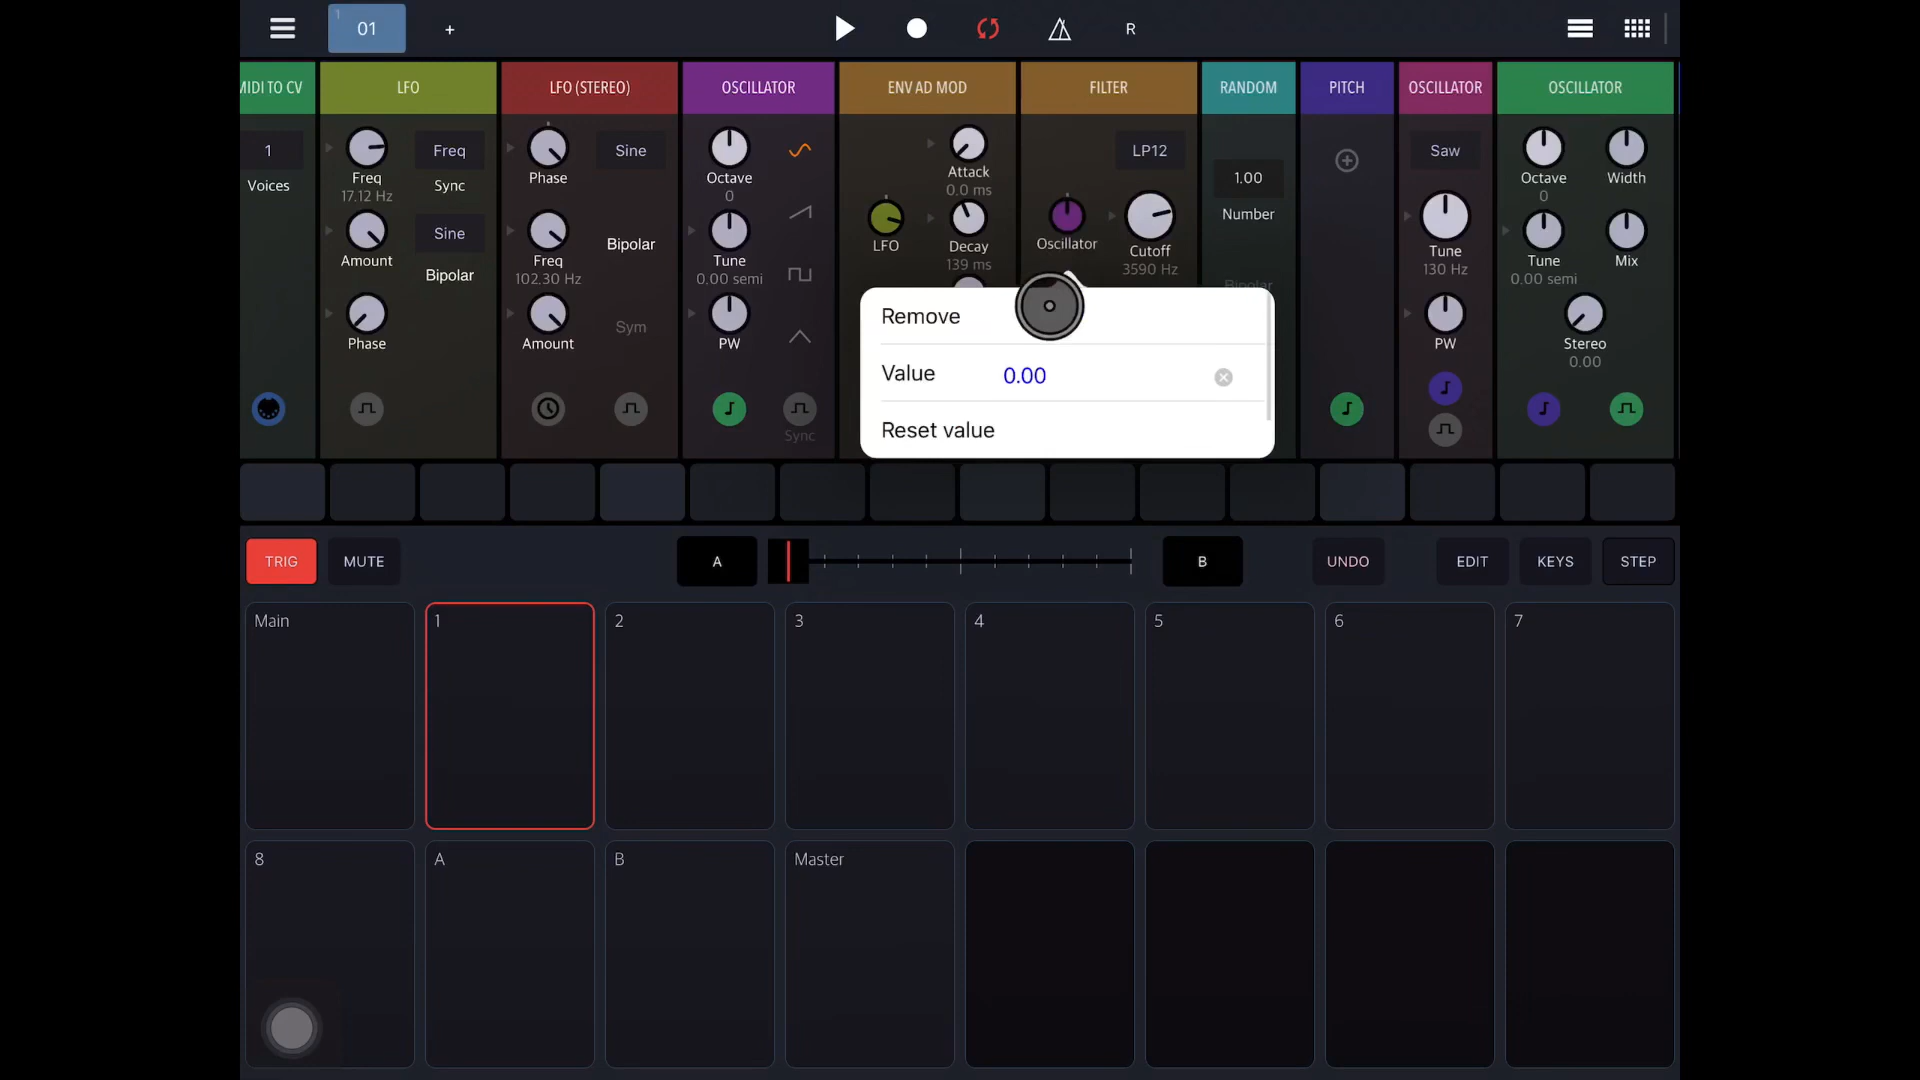 1
01
+
R
MIDI TO CV
LFO
LFO (STEREO)
OSCILLATOR
ENV AD MOD
FILTER
RANDOM
PITCH
OSCILLATOR
OSCILLATOR
1
Voices
Freq
17.12 Hz
Freq
Sync
Amount
Sine
Bipolar
Phase
Phase
Sine
Freq
102.30 Hz
Bipolar
Amount
Sym
Octave
0
Tune
0.00 semi
PW
Sync
Attack
0.0 ms
LFO
Decay
139 ms
LP12
Oscillator
Cutoff
3590 Hz
1.00
Number
Bipolar
Saw
Tune
130 Hz
PW
Octave
0
Width
Tune
0.00 semi
Mix
Stereo
0.00
Remove
Value 0.00
Reset value
TRIG
MUTE
A
B
UNDO
EDIT
KEYS
STEP
Main
1
2
3
4
5
6
7
8
A
B
Master